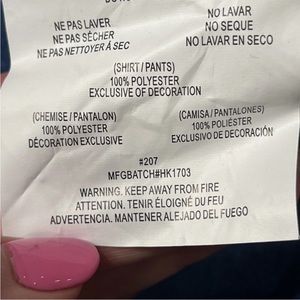 NE PAS LAVER
NE PAS SÉCHER
NE PAS NETTOYER À SEC
NO LAVAR
NO SEQUE
NO LAVAR EN SECO
(SHIRT/PANTS)
100% POLYESTER
EXCLUSIVE OF DECORATION
(CHEMISE/PANTALON)
100% POLYESTER
DÉCORATION EXCLUSIVE
(CAMISA/PANTALONES)
100% POLIÉSTER
EXCLUSIVO DE DECORACIÓN
#207
MFGBATCH#HK1703
WARNING. KEEP AWAY FROM FIRE
ATTENTION. TENIR ÉLOIGNÉ DU FEU
ADVERTENCIA. MANTENER ALEJADO DEL FUEGO